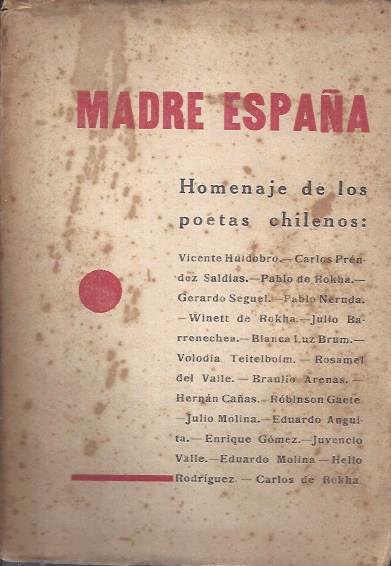 MADRE ESPAÑA
Homenaje de los
poetas chilenos:
Vicente Huidobro.—Carlos Prén-
dez Saldías.—Pablo de Rokha.—
Gerardo Seguel.—Pablo Neruda.
—Winett de Rokha.—Julio Ba-
rrenechea.—Blanca Luz Brum.—
Volodia Teitelboim.—Rosamel
del Valle.—Braulio Arenas.—
Hernán Cañas.—Róbinson Gaete
—Julio Molina.—Eduardo Angui-
ta.—Enrique Gómez.—Juvencio
Valle.—Eduardo Molina—Helio
Rodríguez.—Carlos de Rokha.